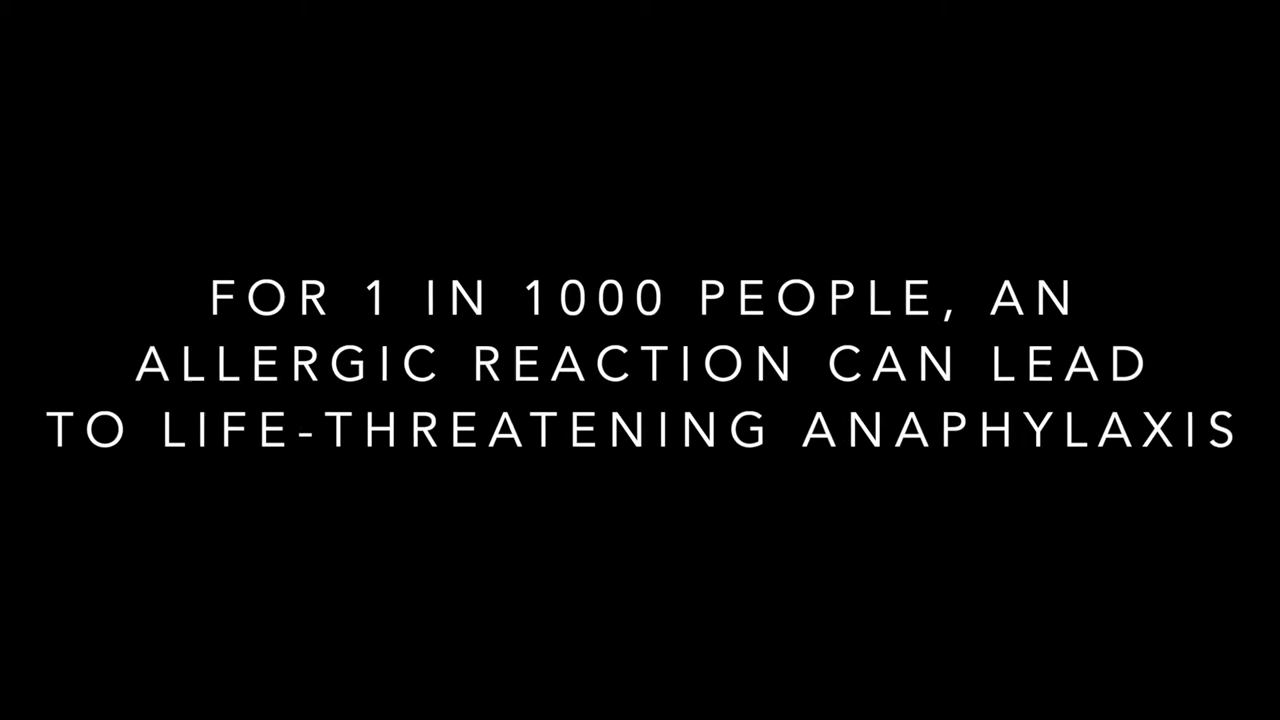 FOR 1 IN 1000 PEOPLE, AN
ALLERGIC REACTION CAN LEAD
TO LIFE-THREATENING ANAPHYLAXIS